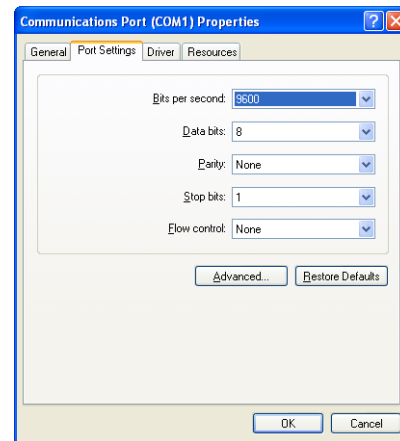 Communications Port (COM1) Properties
General Port Settings Driver Resources
Bits per second: 9600
Data bits: 8
Parity: None
Stop bits: 1
Flow control: None
Advanced... Restore Defaults
OK Cancel